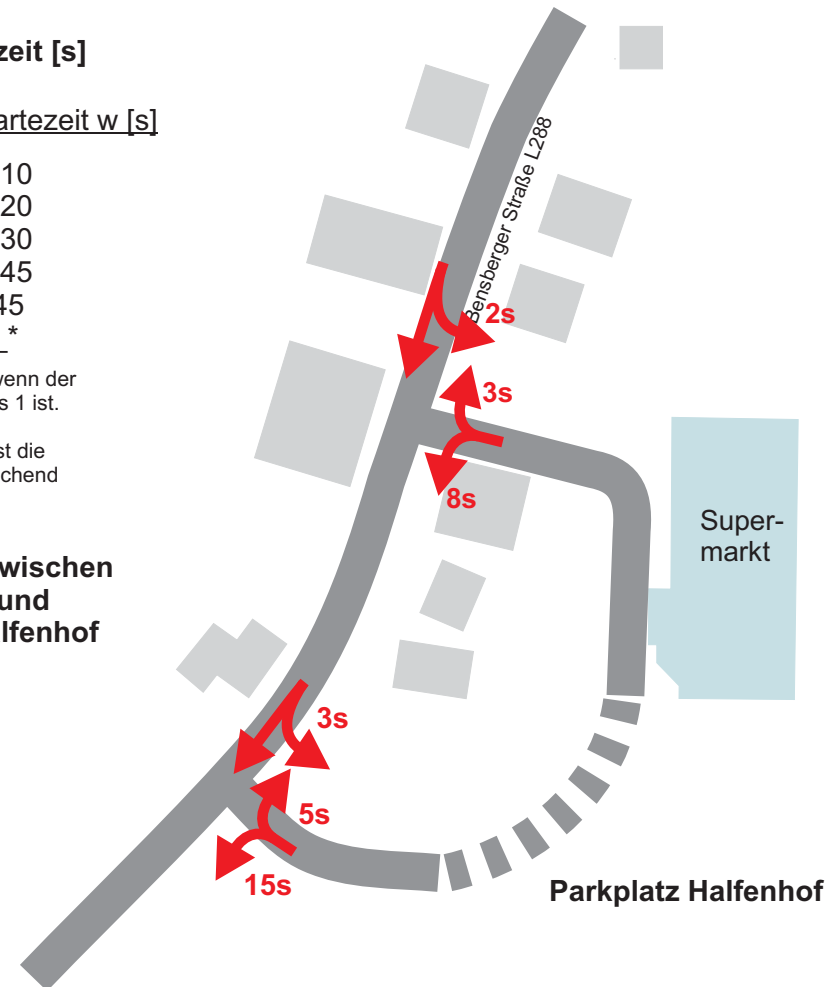 zeit [s]
artezeit w [s]
10
20
30
45
45
*
wenn der
s 1 ist.
st die
chend
wischen
und
lfenhof
Bensberger Straße L288
2s
3s
8s
Super-
markt
3s
5s
15s
Parkplatz Halfenhof